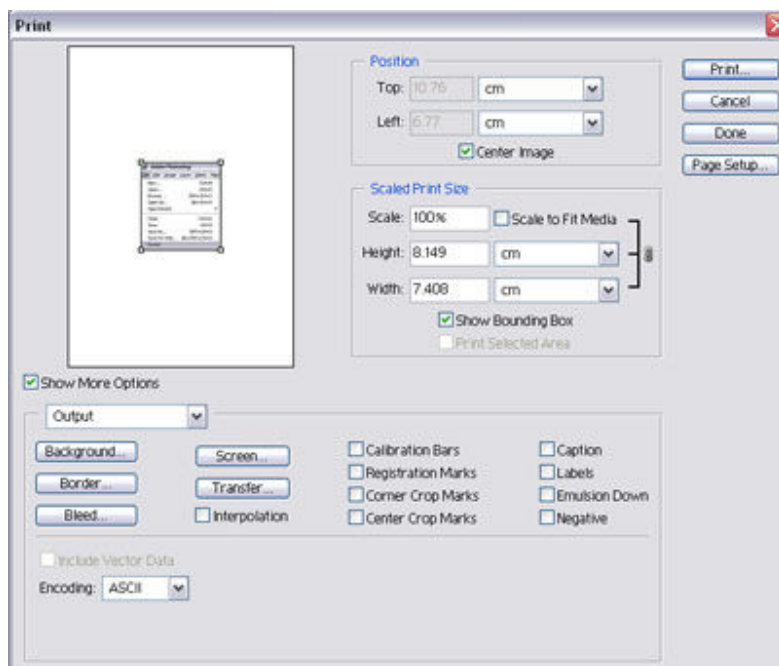 Print
Position
Top: 10.76 cm
Left: 6.77 cm
Center Image
Print...
Cancel
Done
Page Setup...
Scaled Print Size
Scale: 100% Scale to Fit Media
Height: 8.149 cm
Width: 7.408 cm
Show Bounding Box
Print Selected Area
Show More Options
Output
Background... Screen... Calibration Bars Caption
Border... Transfer... Registration Marks Labels
Bleed... Interpolation Corner Crop Marks Emulsion Down
Center Crop Marks Negative
Include Vector Data
Encoding: ASCII